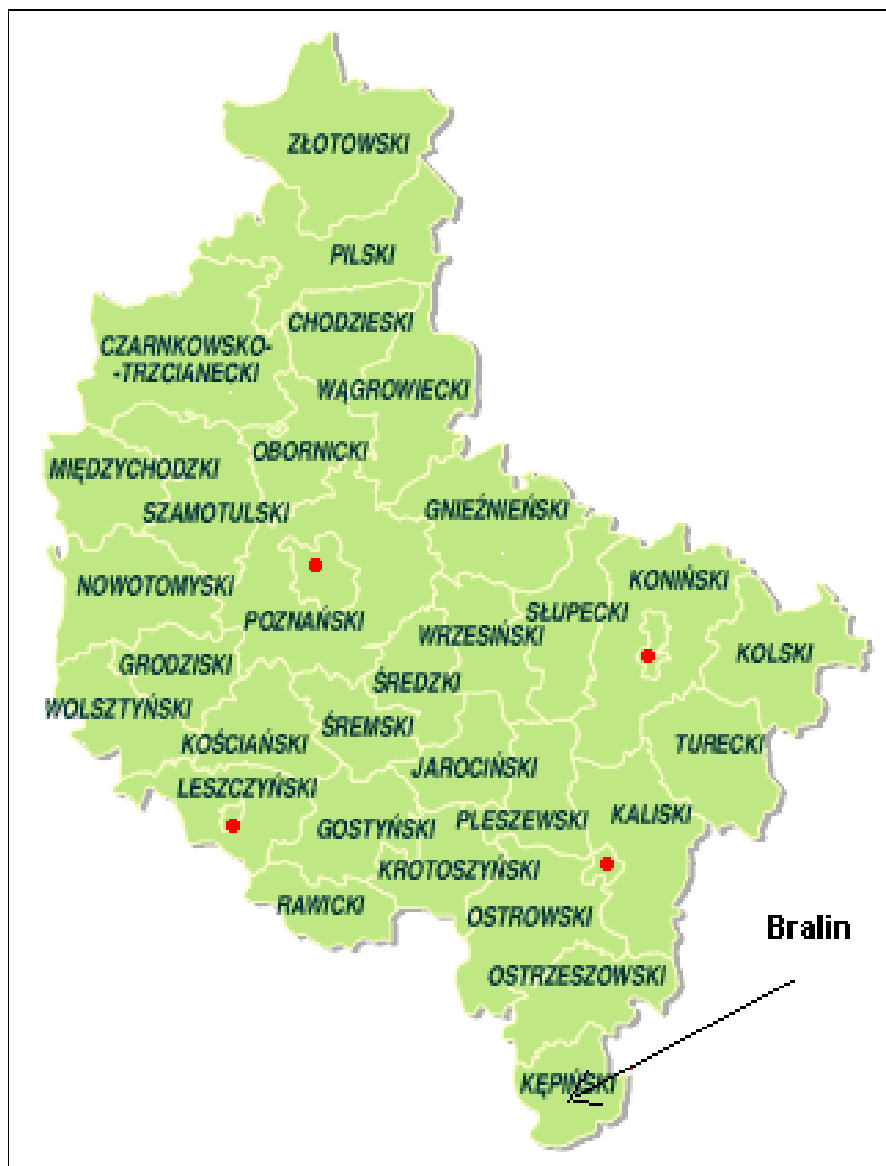 ZŁOTOWSKI
PILSKI
CHODZIESKI
CZARNKOWSKO-
-TRZCIANECKI
WĄGROWIECKI
OBORNICKI
MIĘDZYCHODZKI
SZAMOTULSKI
GNIEŹNIEŃSKI
NOWOTOMYSKI
KONIŃSKI
SŁUPECKI
POZNAŃSKI
WRZESIŃSKI
GRODZISKI
KOLSKI
ŚREDZKI
WOLSZTYŃSKI
ŚREMSKI
KOŚCIAŃSKI
TURECKI
JAROCIŃSKI
LESZCZYŃSKI
KALISKI
GOSTYŃSKI
PLESZEWSKI
KROTOSZYŃSKI
RAWICKI
OSTROWSKI
Bralin
OSTRZESZOWSKI
KĘPIŃSKI